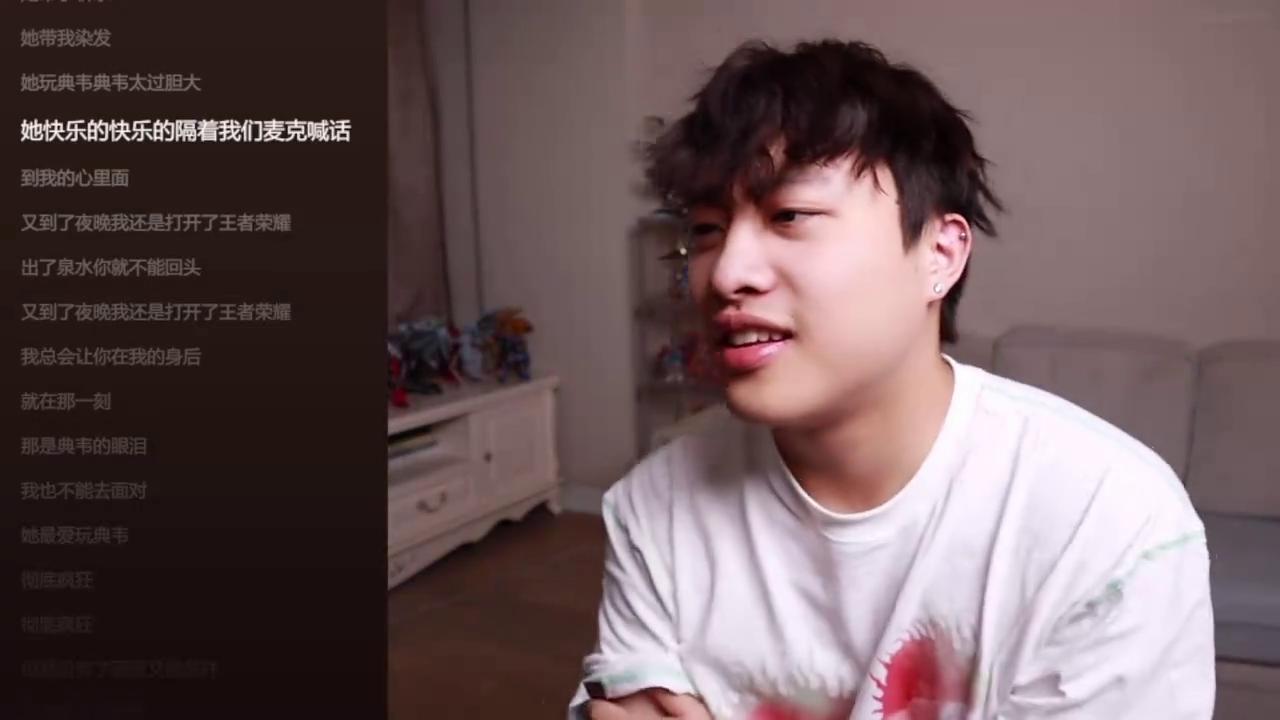 她带我染发
她玩典韦典韦太过胆大
她快乐的快乐的隔着我们麦克喊话
到我的心里面
又到了夜晚我还是打开了王者荣耀
出了泉水你就不能回头
又到了夜晚我还是打开了王者荣耀
我总会让你在我的身后
就在那一刻
那是典韦的眼泪
我也不能去面对
她最爱玩典韦
彻底疯狂
彻底疯狂